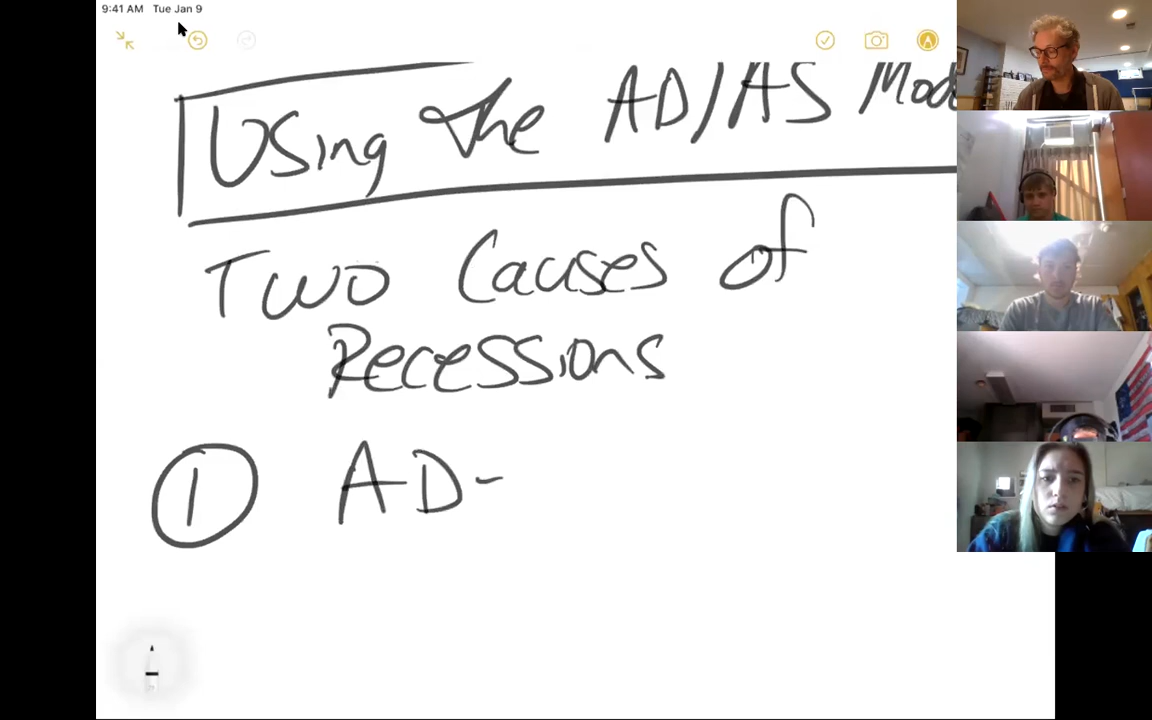 9:41 AM Tue Jan 9
Using the AD/AS Mod
Two Causes of
Recessions
1 AD-